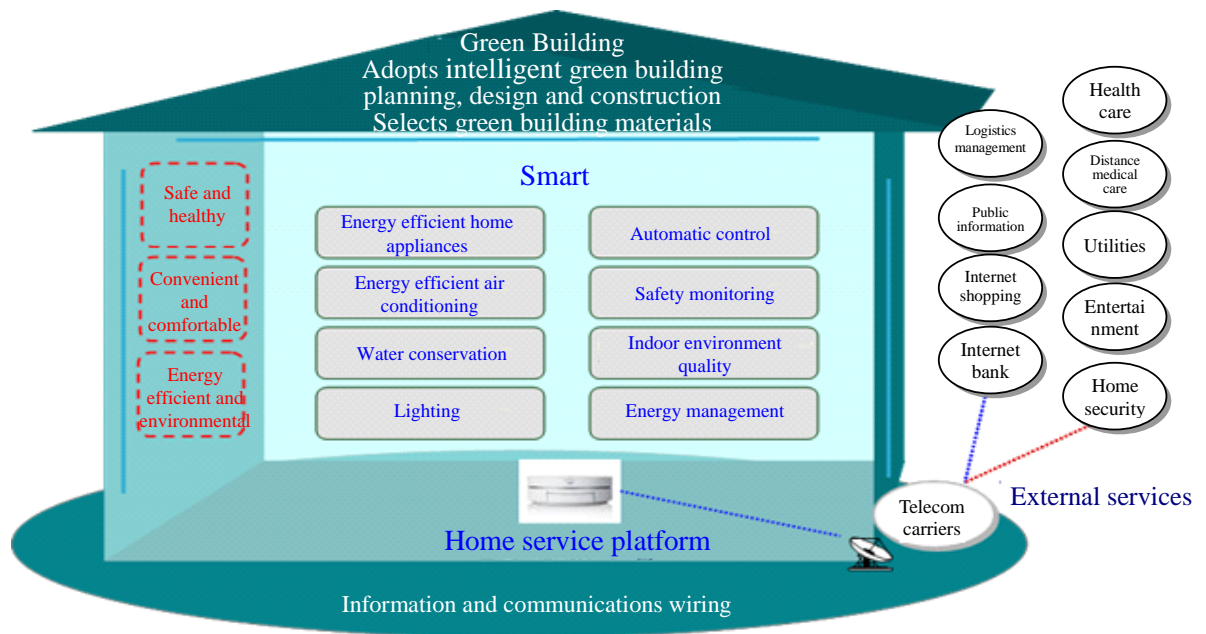 Green Building
Adopts intelligent green building
planning, design and construction
Selects green building materials
Smart
Safe and
healthy
Convenient
and
comfortable
Energy
efficient and
environmental
Energy efficient home
appliances
Energy efficient air
conditioning
Water conservation
Lighting
Automatic control
Safety monitoring
Indoor environment
quality
Energy management
Home service platform
Information and communications wiring
Logistics
management
Public
information
Internet
shopping
Internet
bank
Health
care
Distance
medical
care
Utilities
Entertai
nment
Home
security
Telecom
carriers
External services